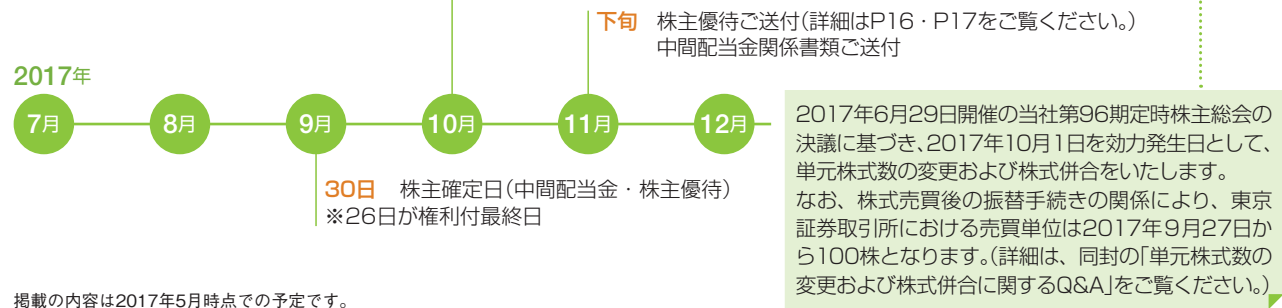 下旬 株主優待ご送付(詳細はP16・P17をご覧ください。)
中間配当金関係書類ご送付
2017年
7月 8月 9月 10月 11月 12月
30日 株主確定日(中間配当金・株主優待)
※26日が権利付最終日
2017年6月29日開催の当社第96期定時株主総会の
決議に基づき、2017年10月1日を効力発生日として、
単元株式数の変更および株式併合をいたします。
なお、株式売買後の振替手続きの関係により、東京
証券取引所における売買単位は2017年9月27日か
ら100株となります。(詳細は、同封の「単元株式数の
変更および株式併合に関するQ&A」をご覧ください。)
掲載の内容は2017年5月時点での予定です。